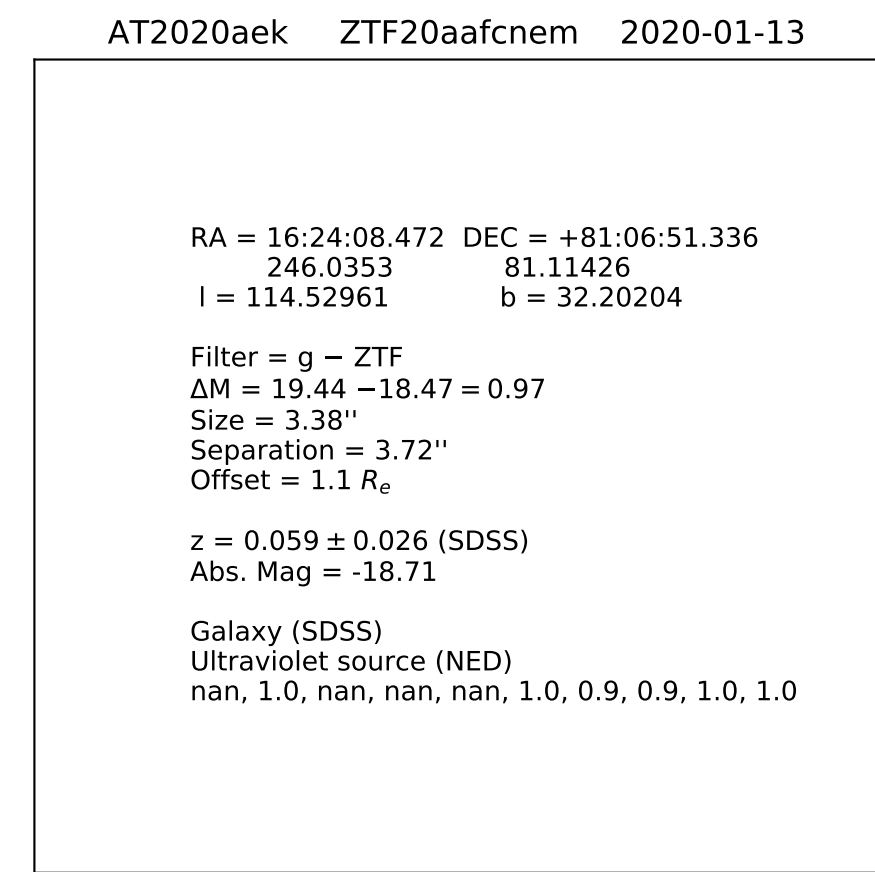 AT2020aek ZTF20aafcnem 2020-01-13
RA = 16:24:08.472 DEC = +81:06:51.336
246.0353 81.11426
l = 114.52961 b = 32.20204
Filter = g − ZTF
ΔM = 19.44 −18.47 = 0.97
Size = 3.38''
Separation = 3.72''
Offset = 1.1 Re
z = 0.059 ± 0.026 (SDSS)
Abs. Mag = -18.71
Galaxy (SDSS)
Ultraviolet source (NED)
nan, 1.0, nan, nan, nan, 1.0, 0.9, 0.9, 1.0, 1.0